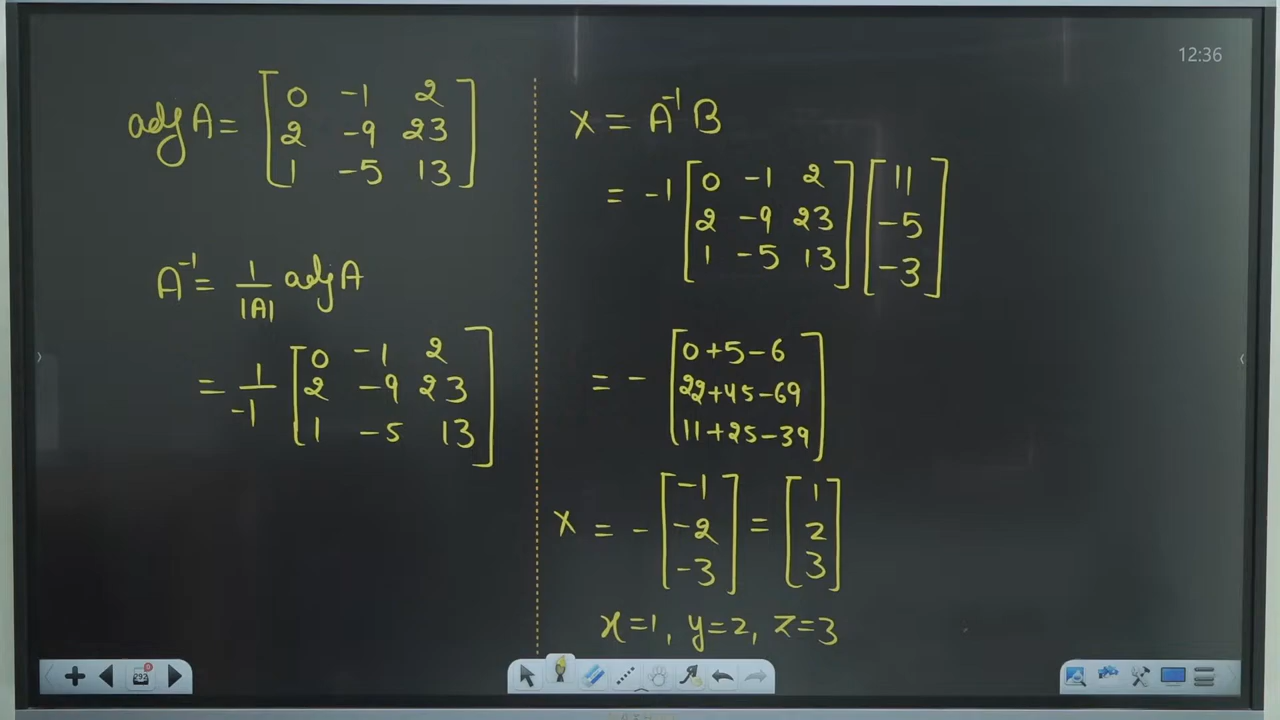 12:36
adj A = [0 -1 2
2 -9 23
1 -5 13]
A⁻¹ = 1/|A| adj A
= 1/-1 [0 -1 2
2 -9 23
1 -5 13]
X = A⁻¹ B
= -1 [0 -1 2] [11]
[2 -9 23] [-5]
[1 -5 13] [-3]
= - [0+5-6
22+45-69
11+25-39]
X = - [-1] = [1]
[-2] [2]
[-3] [3]
x=1, y=2, z=3